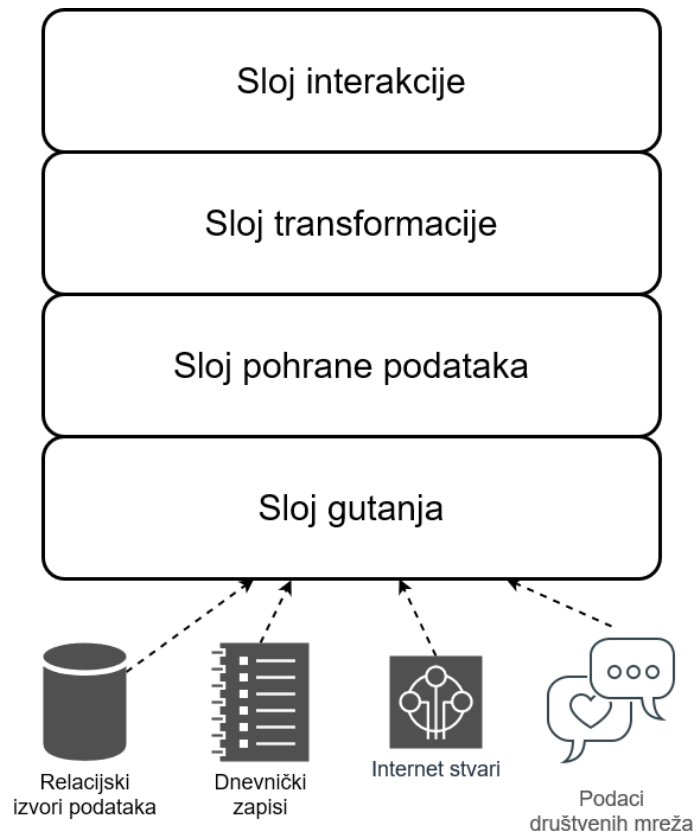 Sloj interakcije
Sloj transformacije
Sloj pohrane podataka
Sloj gutanja
Relacijski
izvori podataka
Dnevnički
zapisi
Internet stvari
Podaci
društvenih mreža